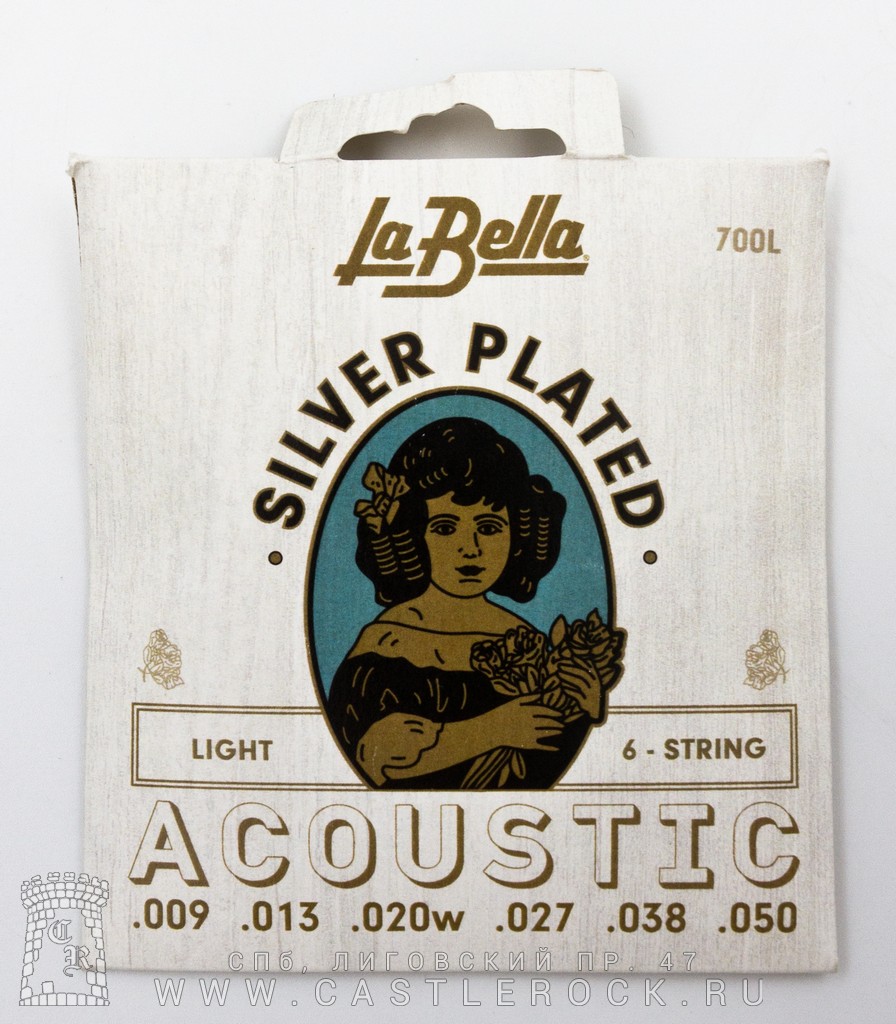 La Bella®
700L
SILVER PLATED
LIGHT
6 - STRING
ACOUSTIC
.009 .013 .020w .027 .038 .050
CR
СПб, ЛИГОВСКИЙ ПР. 47
WWW.CASTLEROCK.RU